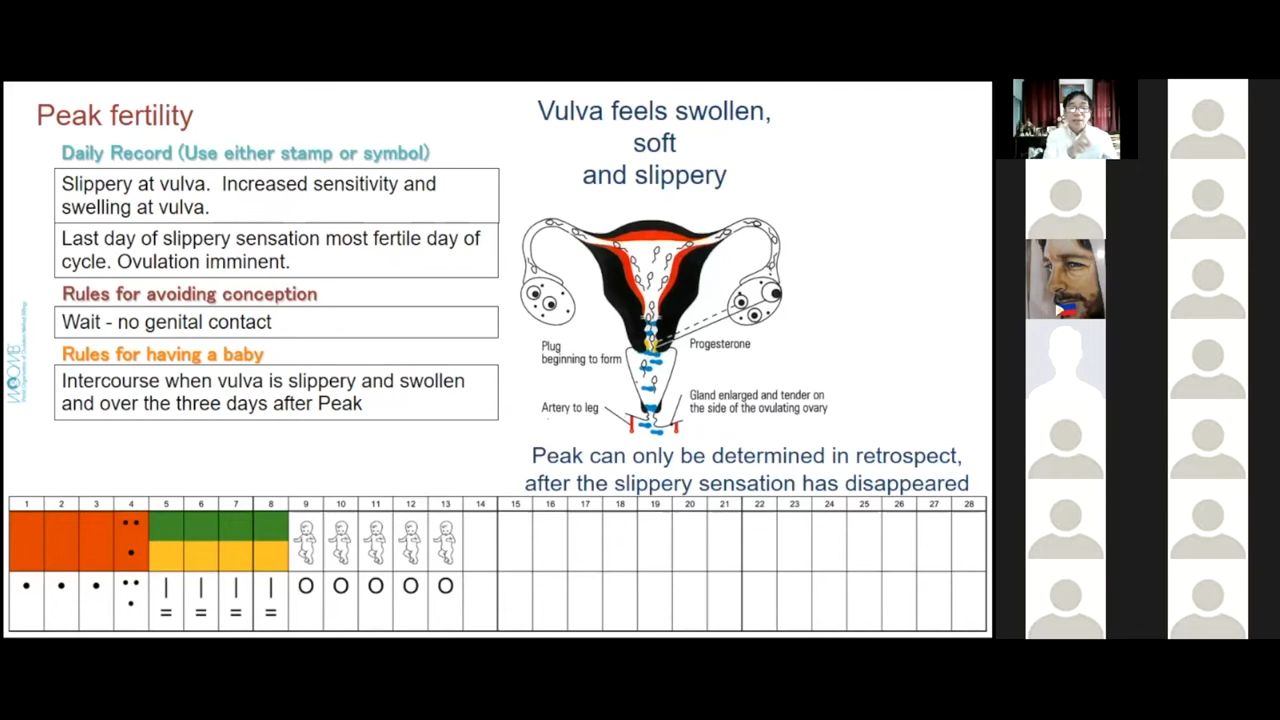 Peak fertility
Daily Record (Use either stamp or symbol)
Slippery at vulva. Increased sensitivity and
swelling at vulva.
Last day of slippery sensation most fertile day of
cycle. Ovulation imminent.
Rules for avoiding conception
Wait - no genital contact
Rules for having a baby
Intercourse when vulva is slippery and swollen
and over the three days after Peak
WOOMB
Vulva feels swollen,
soft
and slippery
Plug
beginning to form
Progesterone
Artery to leg
Gland enlarged and tender on
the side of the ovulating ovary
Peak can only be determined in retrospect,
after the slippery sensation has disappeared
1 2 3 4 5 6 7 8 9 10 11 12 13 14 15 16 17 18 19 20 21 22 23 24 25 26 27 28
| | | | O O O O O
= = = =